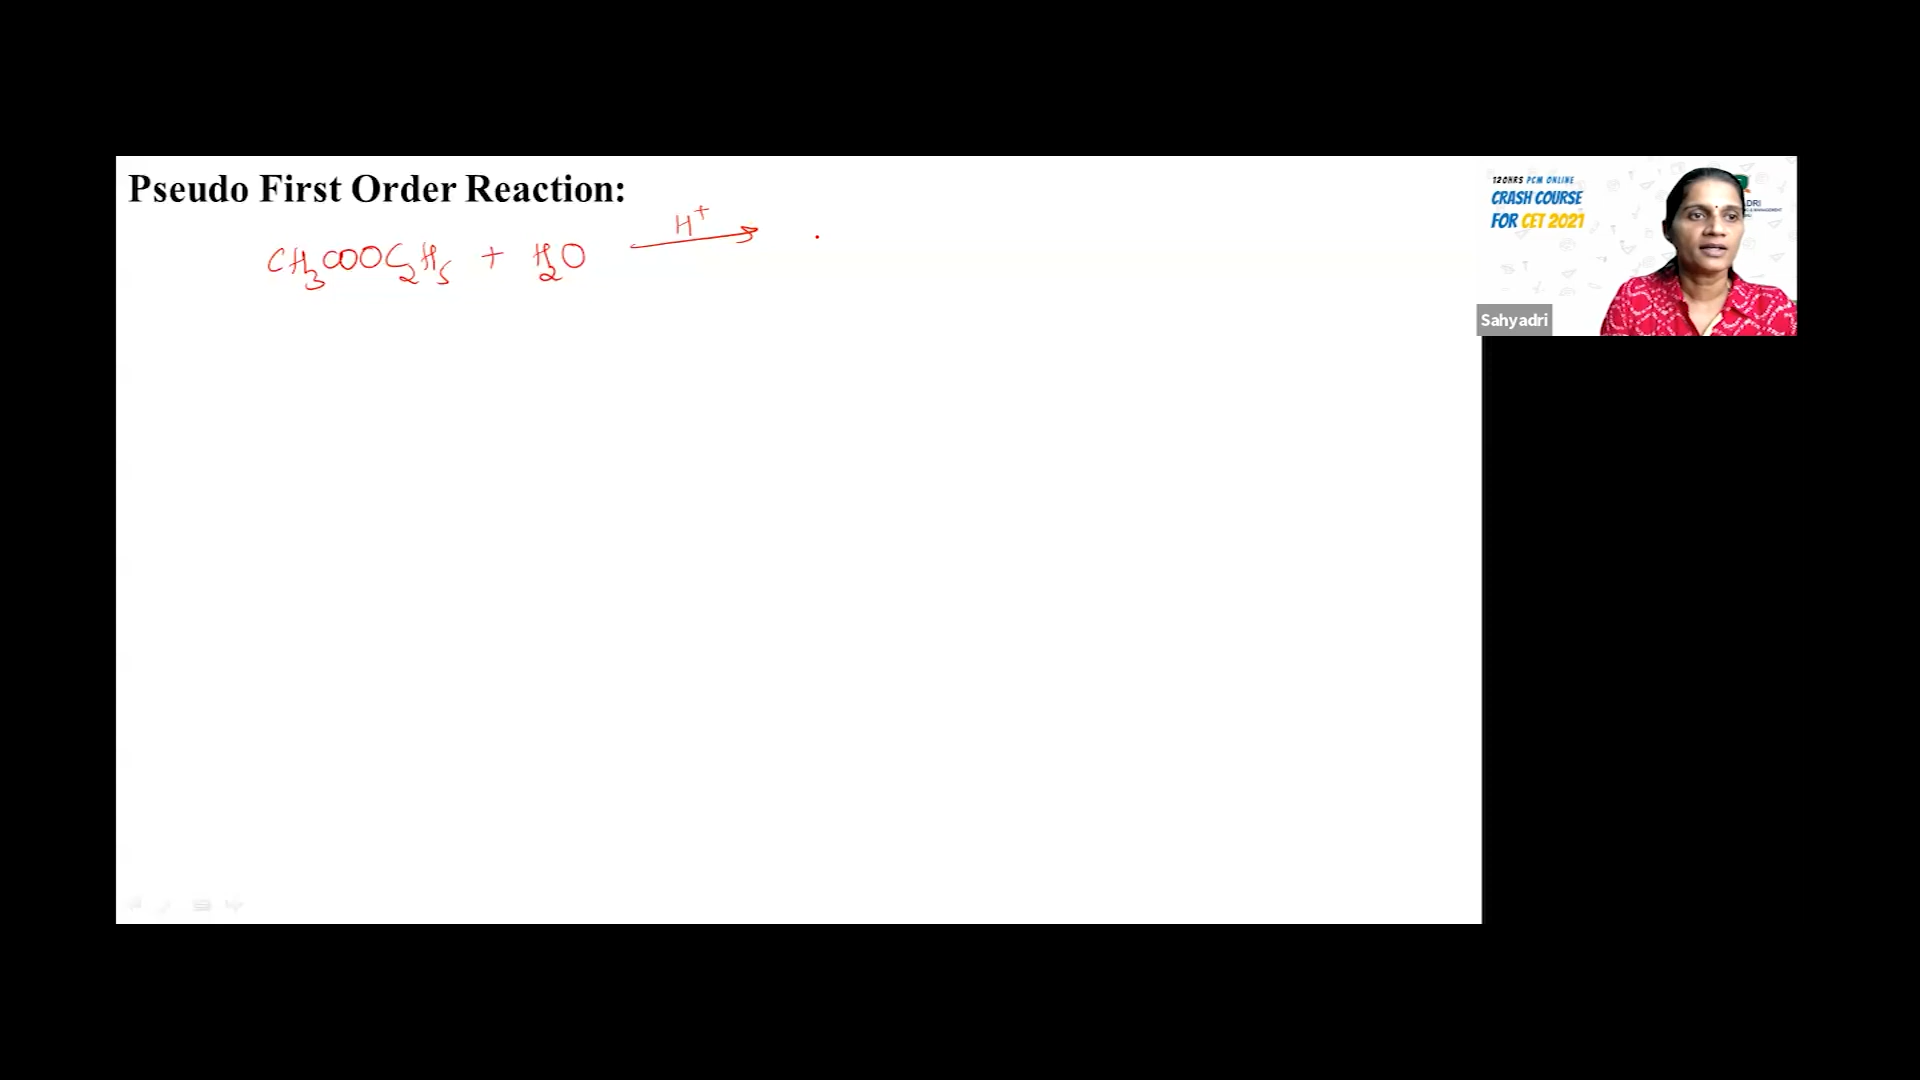 Pseudo First Order Reaction:
CH₃COOC₂H₅ + H₂O —H⁺→
120HRS PCM ONLINE
CRASH COURSE
FOR CET 2021
Sahyadri